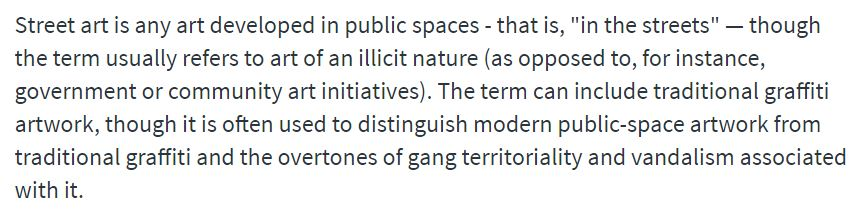 Street art is any art developed in public spaces - that is, "in the streets" — though
the term usually refers to art of an illicit nature (as opposed to, for instance,
government or community art initiatives). The term can include traditional graffiti
artwork, though it is often used to distinguish modern public-space artwork from
traditional graffiti and the overtones of gang territoriality and vandalism associated
with it.